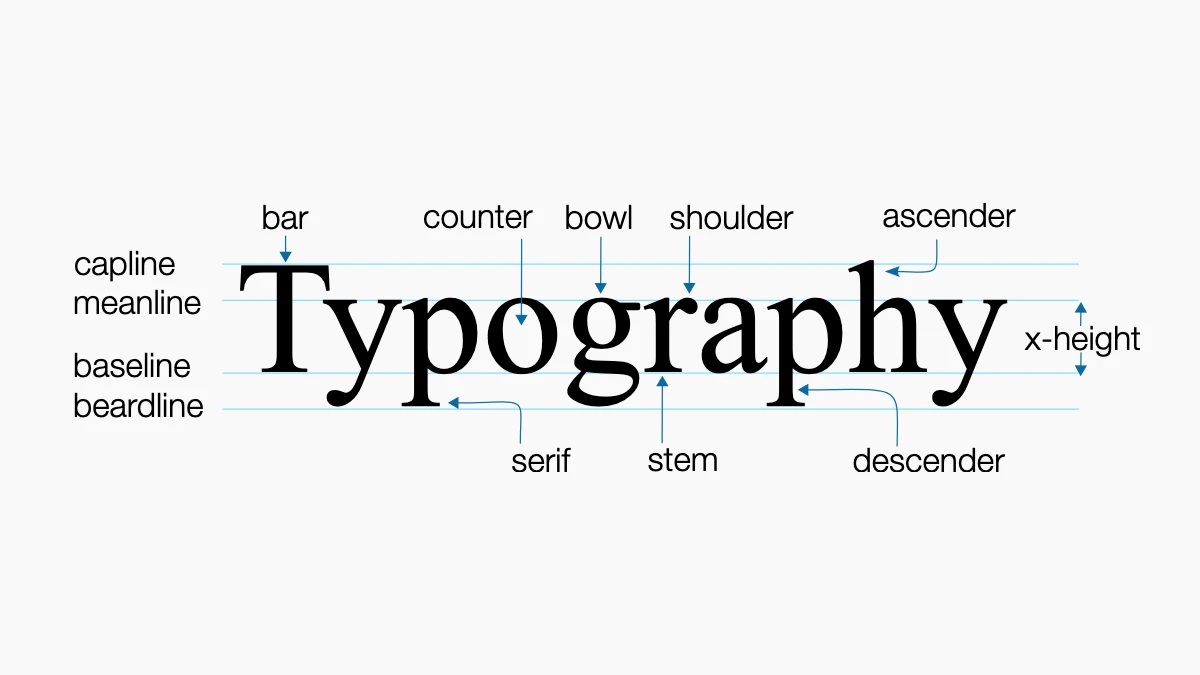 bar counter bowl shoulder ascender
capline
meanline
Typography
x-height
baseline
beardline
serif stem descender